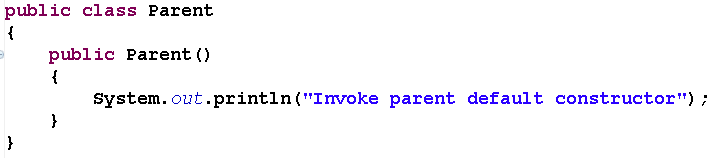 public class Parent
{
    public Parent()
    {
        System.out.println("Invoke parent default constructor");
    }
}